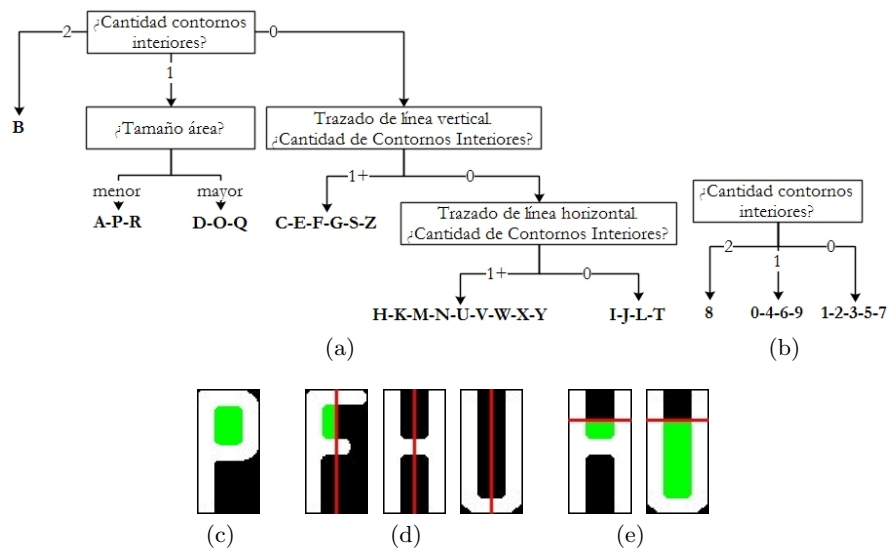 ¿Cantidad contornos
interiores?
2
0
1
B
¿Tamaño área?
menor
mayor
A-P-R
D-O-Q
Trazado de línea vertical.
¿Cantidad de Contornos Interiores?
1+
0
C-E-F-G-S-Z
Trazado de línea horizontal.
¿Cantidad de Contornos Interiores?
1+
0
H-K-M-N-U-V-W-X-Y
I-J-L-T
(a)
¿Cantidad contornos
interiores?
2
1
0
8
0-4-6-9
1-2-3-5-7
(b)
P
F
H
U
H
U
(c)
(d)
(e)